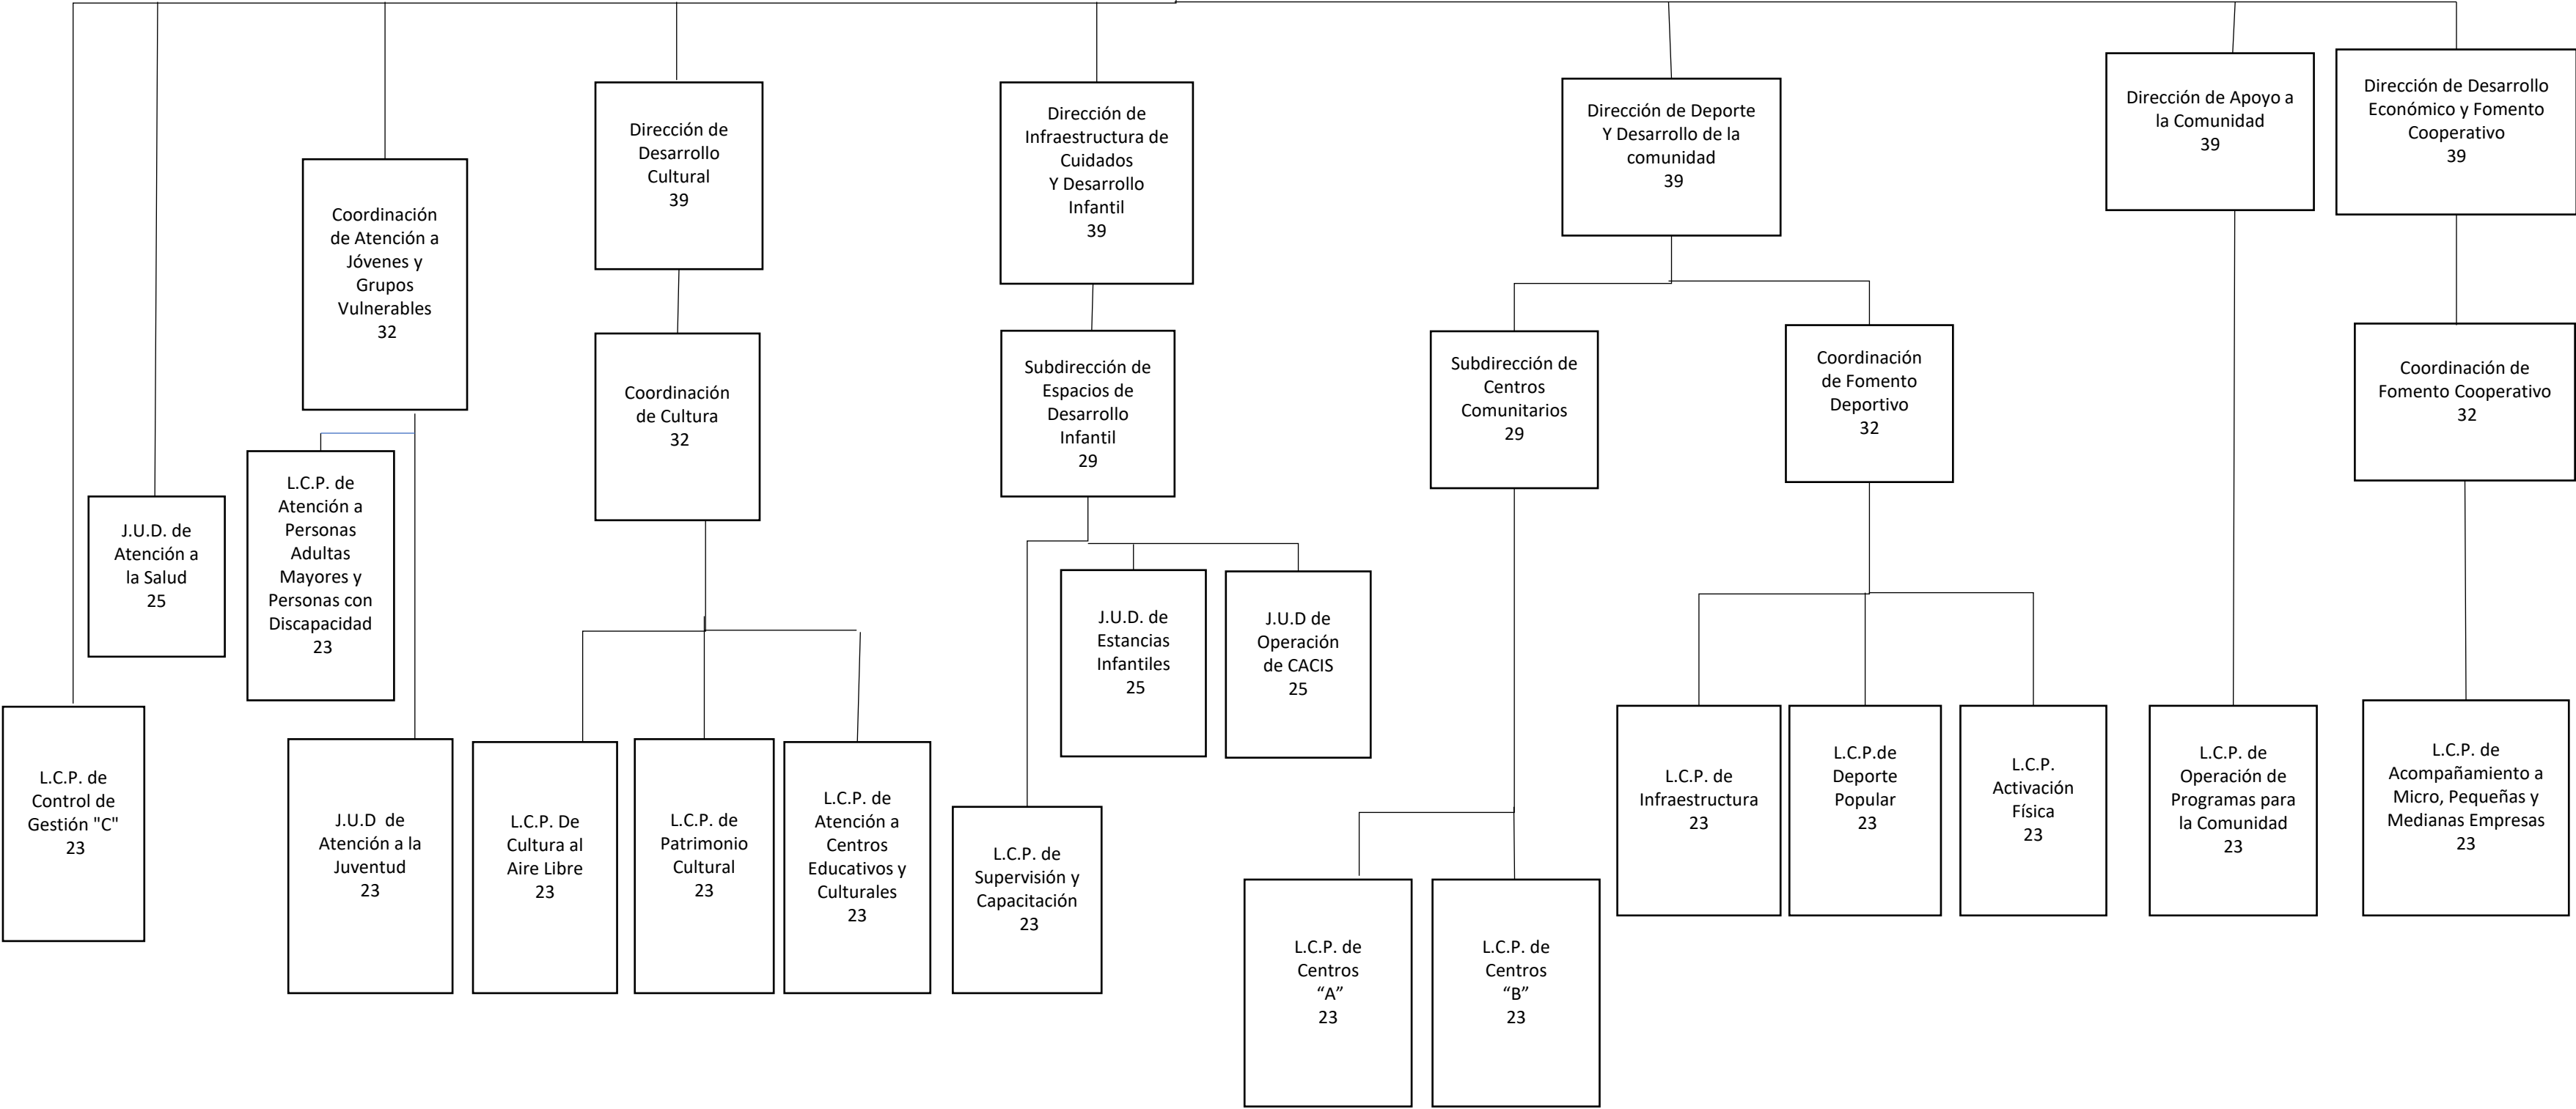 Dirección de
Desarrollo
Cultural
39
Dirección de
Infraestructura de
Cuidados
Y Desarrollo
Infantil
39
Dirección de Deporte
Y Desarrollo de la
comunidad
39
Dirección de Apoyo a
la Comunidad
39
Dirección de Desarrollo
Económico y Fomento
Cooperativo
39
Coordinación
de Atención a
Jóvenes y
Grupos
Vulnerables
32
Coordinación
de Cultura
32
Subdirección de
Espacios de
Desarrollo
Infantil
29
Subdirección de
Centros
Comunitarios
29
Coordinación
de Fomento
Deportivo
32
Coordinación de
Fomento Cooperativo
32
J.U.D. de
Atención a
la Salud
25
L.C.P. de
Atención a
Personas
Adultas
Mayores y
Personas con
Discapacidad
23
J.U.D. de
Estancias
Infantiles
25
J.U.D de
Operación
de CACIS
25
L.C.P. de
Control de
Gestión "C"
23
J.U.D  de
Atención a la
Juventud
23
L.C.P. De
Cultura al
Aire Libre
23
L.C.P. de
Patrimonio
Cultural
23
L.C.P. de
Atención a
Centros
Educativos y
Culturales
23
L.C.P. de
Supervisión y
Capacitación
23
L.C.P. de
Centros
“A”
23
L.C.P. de
Centros
“B”
23
L.C.P. de
Infraestructura
23
L.C.P.de
Deporte
Popular
23
L.C.P.
Activación
Física
23
L.C.P. de
Operación de
Programas para
la Comunidad
23
L.C.P. de
Acompañamiento a
Micro, Pequeñas y
Medianas Empresas
23